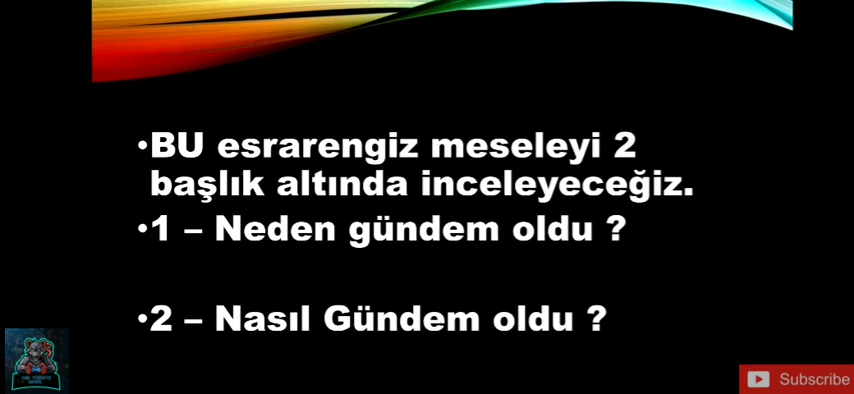 •BU esrarengiz meseleyi 2
başlık altında inceleyeceğiz.
•1 – Neden gündem oldu ?
•2 – Nasıl Gündem oldu ?
Subscribe